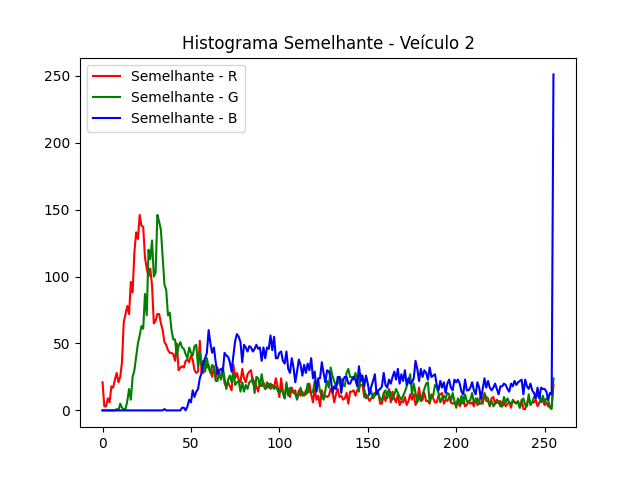 Histograma Semelhante - Veículo 2
Semelhante - R
Semelhante - G
Semelhante - B
250
200
150
100
50
0
0 50 100 150 200 250